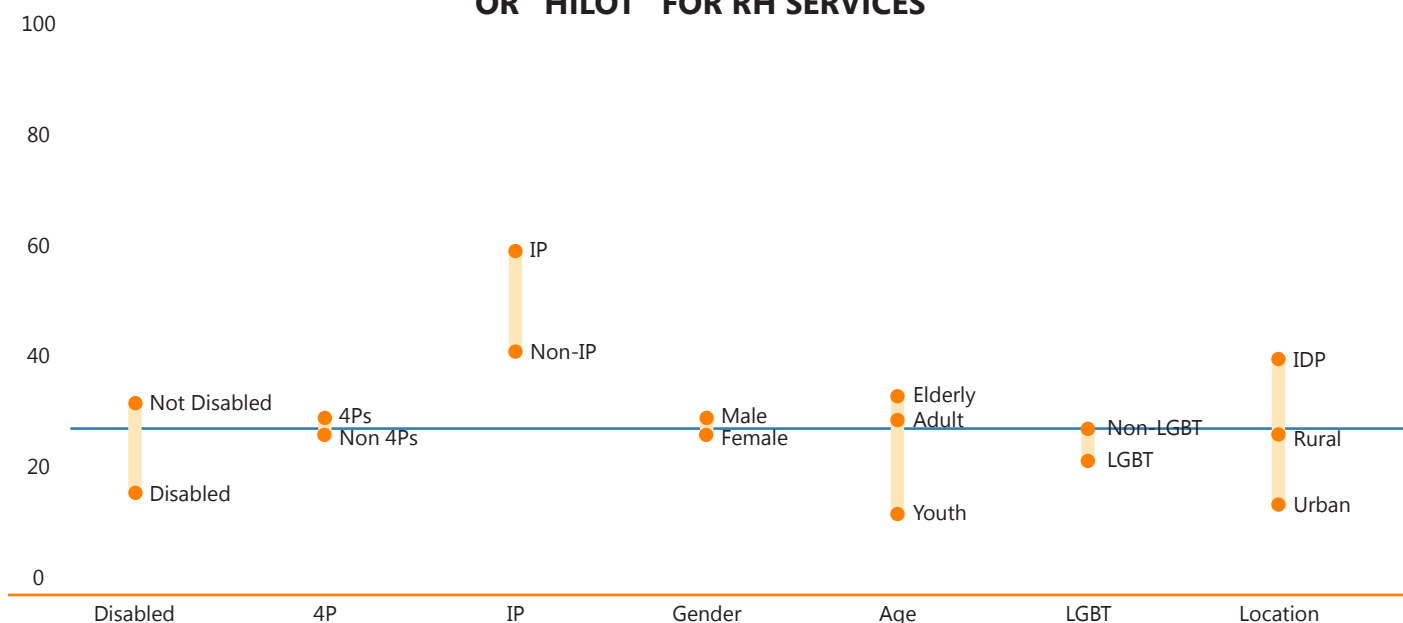 OR "HILOT" FOR RH SERVICES
100
80
60
40
20
0
IP
Non-IP
Not Disabled
Disabled
4Ps
Non 4Ps
Male
Female
Elderly
Adult
Youth
Non-LGBT
LGBT
IDP
Rural
Urban
Disabled 4P IP Gender Age LGBT Location